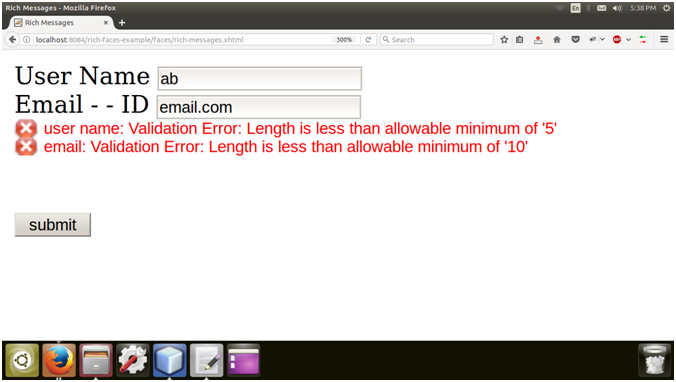 Rich Messages - Mozilla Firefox
En
5:38 PM
Rich Messages
localhost:8084/rich-faces-example/faces/rich-messages.xhtml
300%
Search
ABP
User Name ab
Email - - ID email.com
user name: Validation Error: Length is less than allowable minimum of '5'
email: Validation Error: Length is less than allowable minimum of '10'
submit